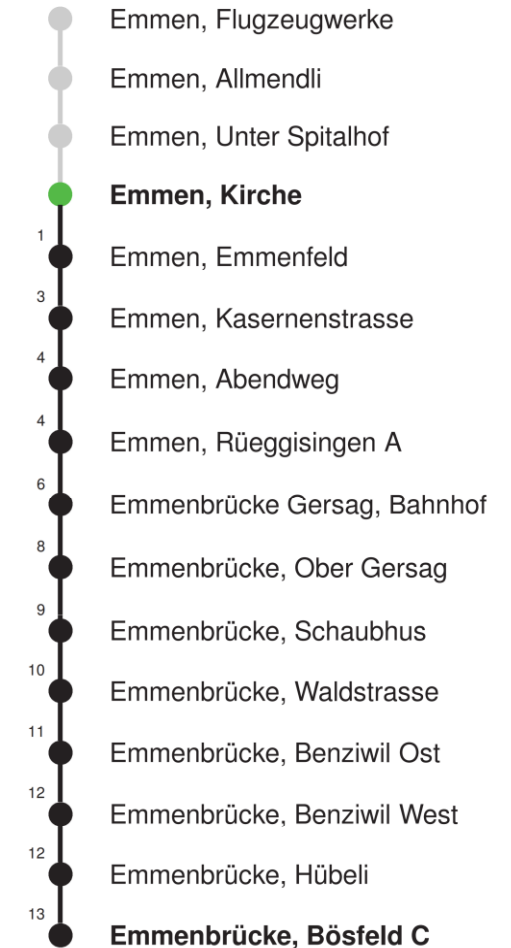 Emmen, Flugzeugwerke
Emmen, Allmendli
Emmen, Unter Spitalhof
Emmen, Kirche
1 Emmen, Emmenfeld
3 Emmen, Kasernenstrasse
4 Emmen, Abendweg
4 Emmen, Rüeggisingen A
6 Emmenbrücke Gersag, Bahnhof
8 Emmenbrücke, Ober Gersag
9 Emmenbrücke, Schaubhus
10 Emmenbrücke, Waldstrasse
11 Emmenbrücke, Benziwil Ost
12 Emmenbrücke, Benziwil West
12 Emmenbrücke, Hübeli
13 Emmenbrücke, Bösfeld C